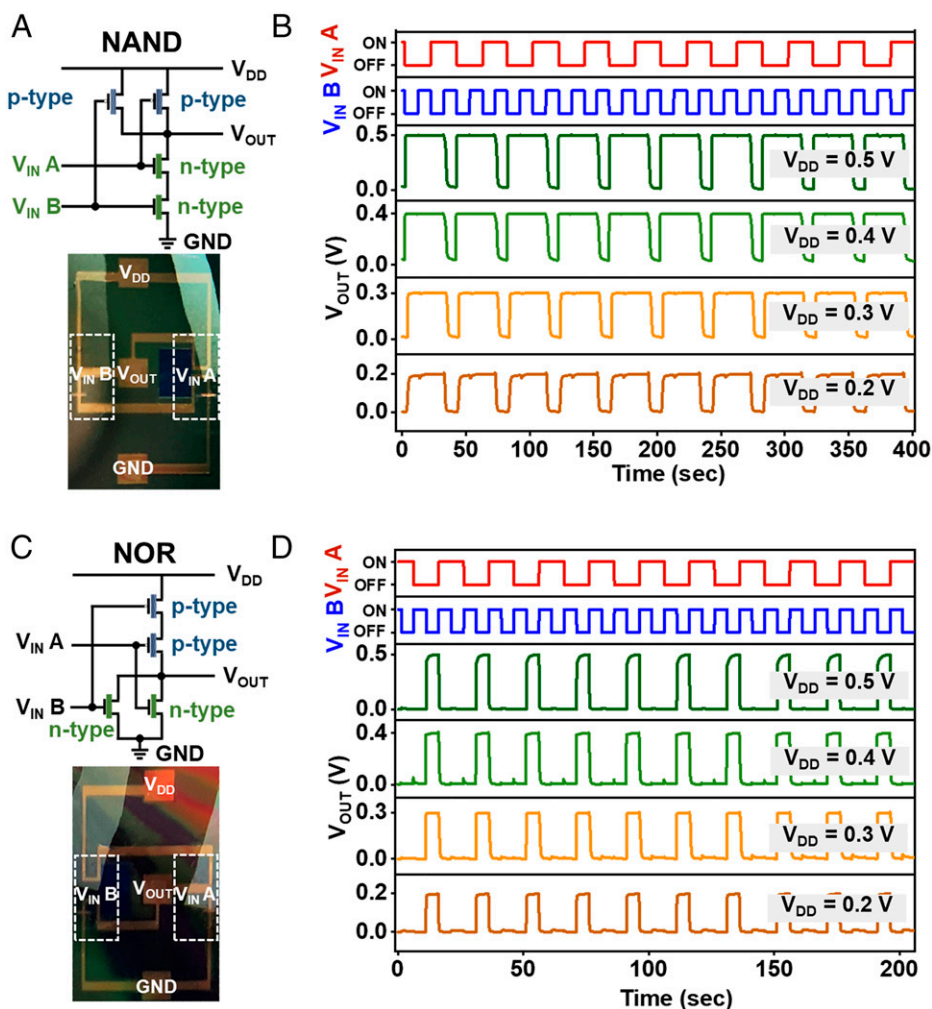 A
NAND
V_DD
p-type
p-type
V_OUT
V_IN A
n-type
V_IN B
n-type
GND
V_DD
V_IN B
V_OUT
V_IN A
GND
B
V_IN A
ON
OFF
V_IN B
ON
OFF
V_OUT (V)
0.5
V_DD = 0.5 V
0.0
0.4
V_DD = 0.4 V
0.0
0.3
V_DD = 0.3 V
0.0
0.2
V_DD = 0.2 V
0.0
0 50 100 150 200 250 300 350 400
Time (sec)
C
NOR
V_DD
p-type
V_IN A
p-type
V_OUT
V_IN B
n-type
n-type
GND
V_DD
V_IN B
V_OUT
V_IN A
GND
D
V_IN A
ON
OFF
V_IN B
ON
OFF
V_OUT (V)
0.5
V_DD = 0.5 V
0.0
0.4
V_DD = 0.4 V
0.0
0.3
V_DD = 0.3 V
0.0
0.2
V_DD = 0.2 V
0.0
0 50 100 150 200
Time (sec)